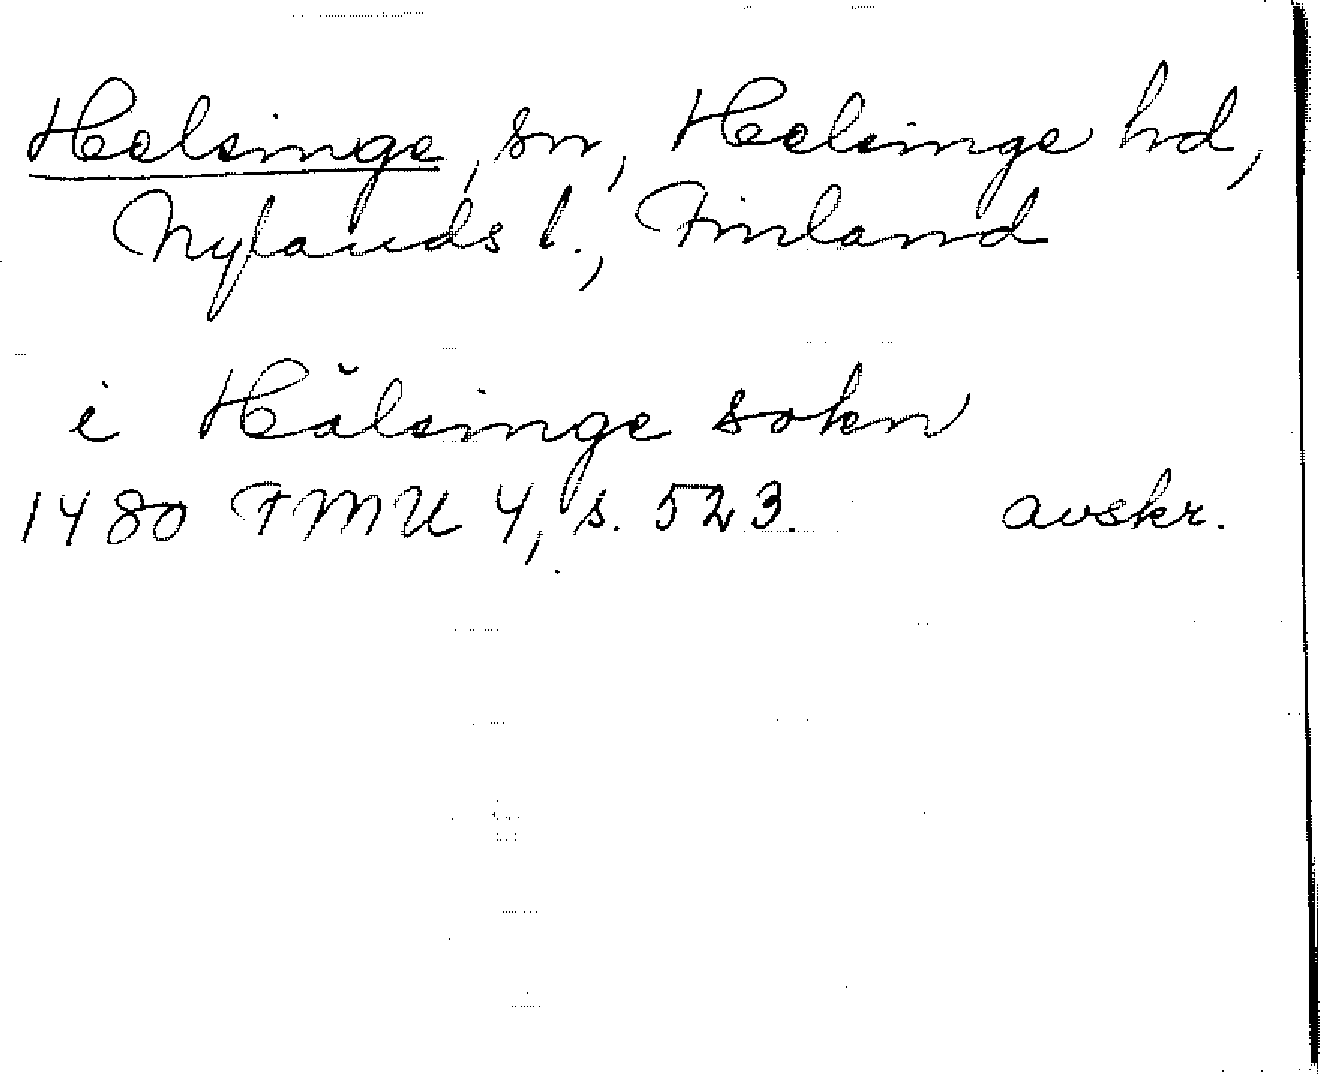 Helsinge, sn, Helsinge hd,
Nylands l., Finland
i Hälsinge sokn
1480 FMU 4, s. 523. avskr.